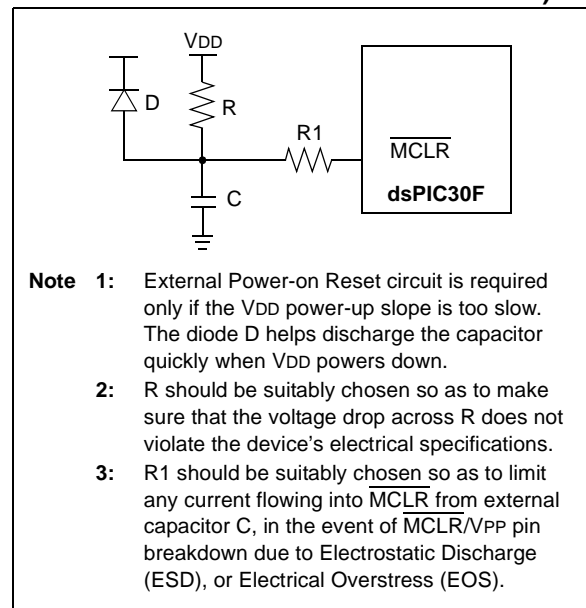 VDD
D
R
R1
MCLR
dsPIC30F
C
Note 1: External Power-on Reset circuit is required
only if the VDD power-up slope is too slow.
The diode D helps discharge the capacitor
quickly when VDD powers down.
2: R should be suitably chosen so as to make
sure that the voltage drop across R does not
violate the device's electrical specifications.
3: R1 should be suitably chosen so as to limit
any current flowing into MCLR from external
capacitor C, in the event of MCLR/VPP pin
breakdown due to Electrostatic Discharge
(ESD), or Electrical Overstress (EOS).